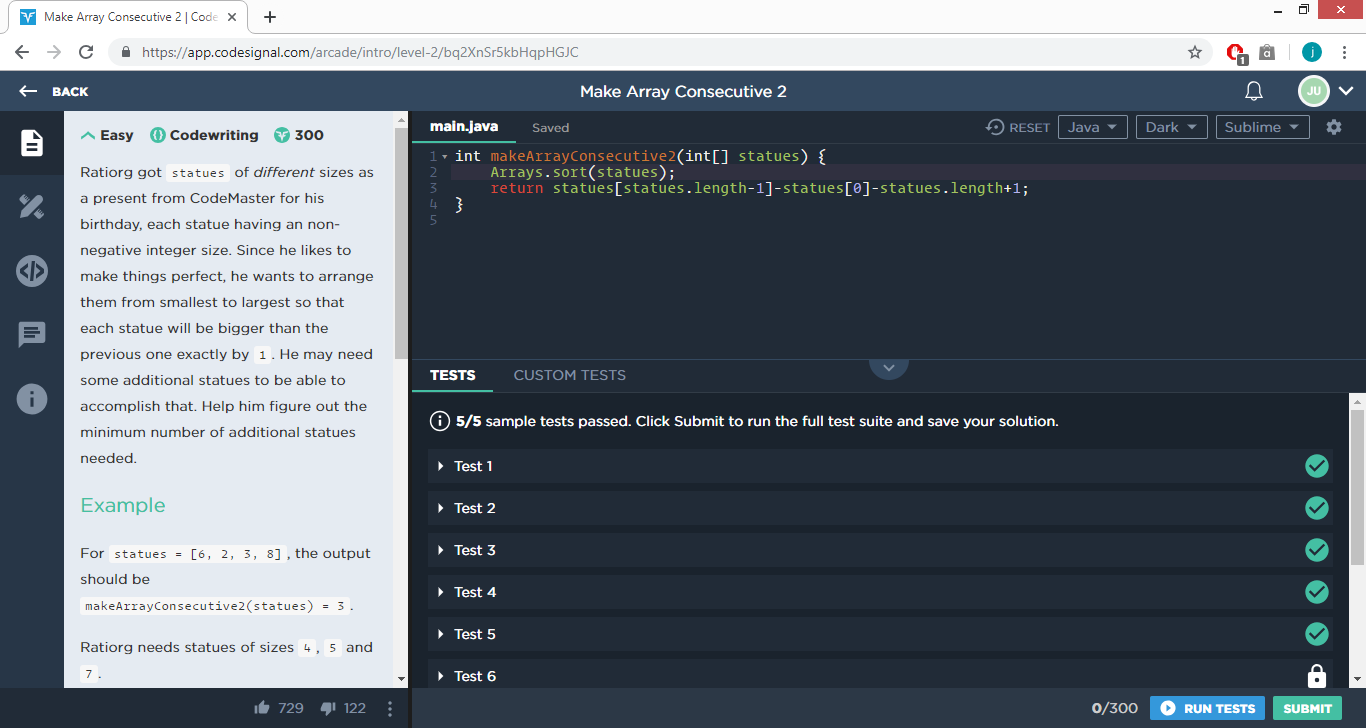 Make Array Consecutive 2 | Code
https://app.codesignal.com/arcade/intro/level-2/bq2XnSr5kbHqpHGJC
1
j
BACK
Make Array Consecutive 2
JU
Easy
Codewriting
300
Ratiorg got statues of different sizes as
a present from CodeMaster for his
birthday, each statue having an non-
negative integer size. Since he likes to
make things perfect, he wants to arrange
them from smallest to largest so that
each statue will be bigger than the
previous one exactly by 1. He may need
some additional statues to be able to
accomplish that. Help him figure out the
minimum number of additional statues
needed.
Example
For statues = [6, 2, 3, 8], the output
should be
makeArrayConsecutive2(statues) = 3.
Ratiorg needs statues of sizes 4, 5 and
7.
729
122
main.java
Saved
RESET
Java
Dark
Sublime
1 int makeArrayConsecutive2(int[] statues) {
2 Arrays.sort(statues);
3 return statues[statues.length-1]-statues[0]-statues.length+1;
4 }
5
TESTS
CUSTOM TESTS
5/5 sample tests passed. Click Submit to run the full test suite and save your solution.
Test 1
Test 2
Test 3
Test 4
Test 5
Test 6
0/300
RUN TESTS
SUBMIT